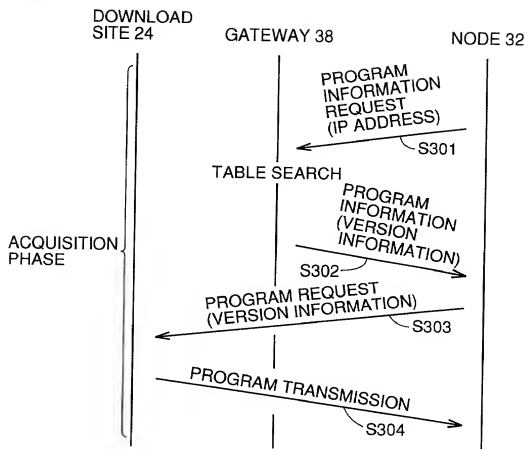 DOWNLOAD
SITE 24
GATEWAY 38
NODE 32
PROGRAM
INFORMATION
REQUEST
(IP ADDRESS)
S301
TABLE SEARCH
PROGRAM
INFORMATION
(VERSION
INFORMATION)
S302
ACQUISITION
PHASE
PROGRAM REQUEST
(VERSION INFORMATION)
S303
PROGRAM TRANSMISSION
S304